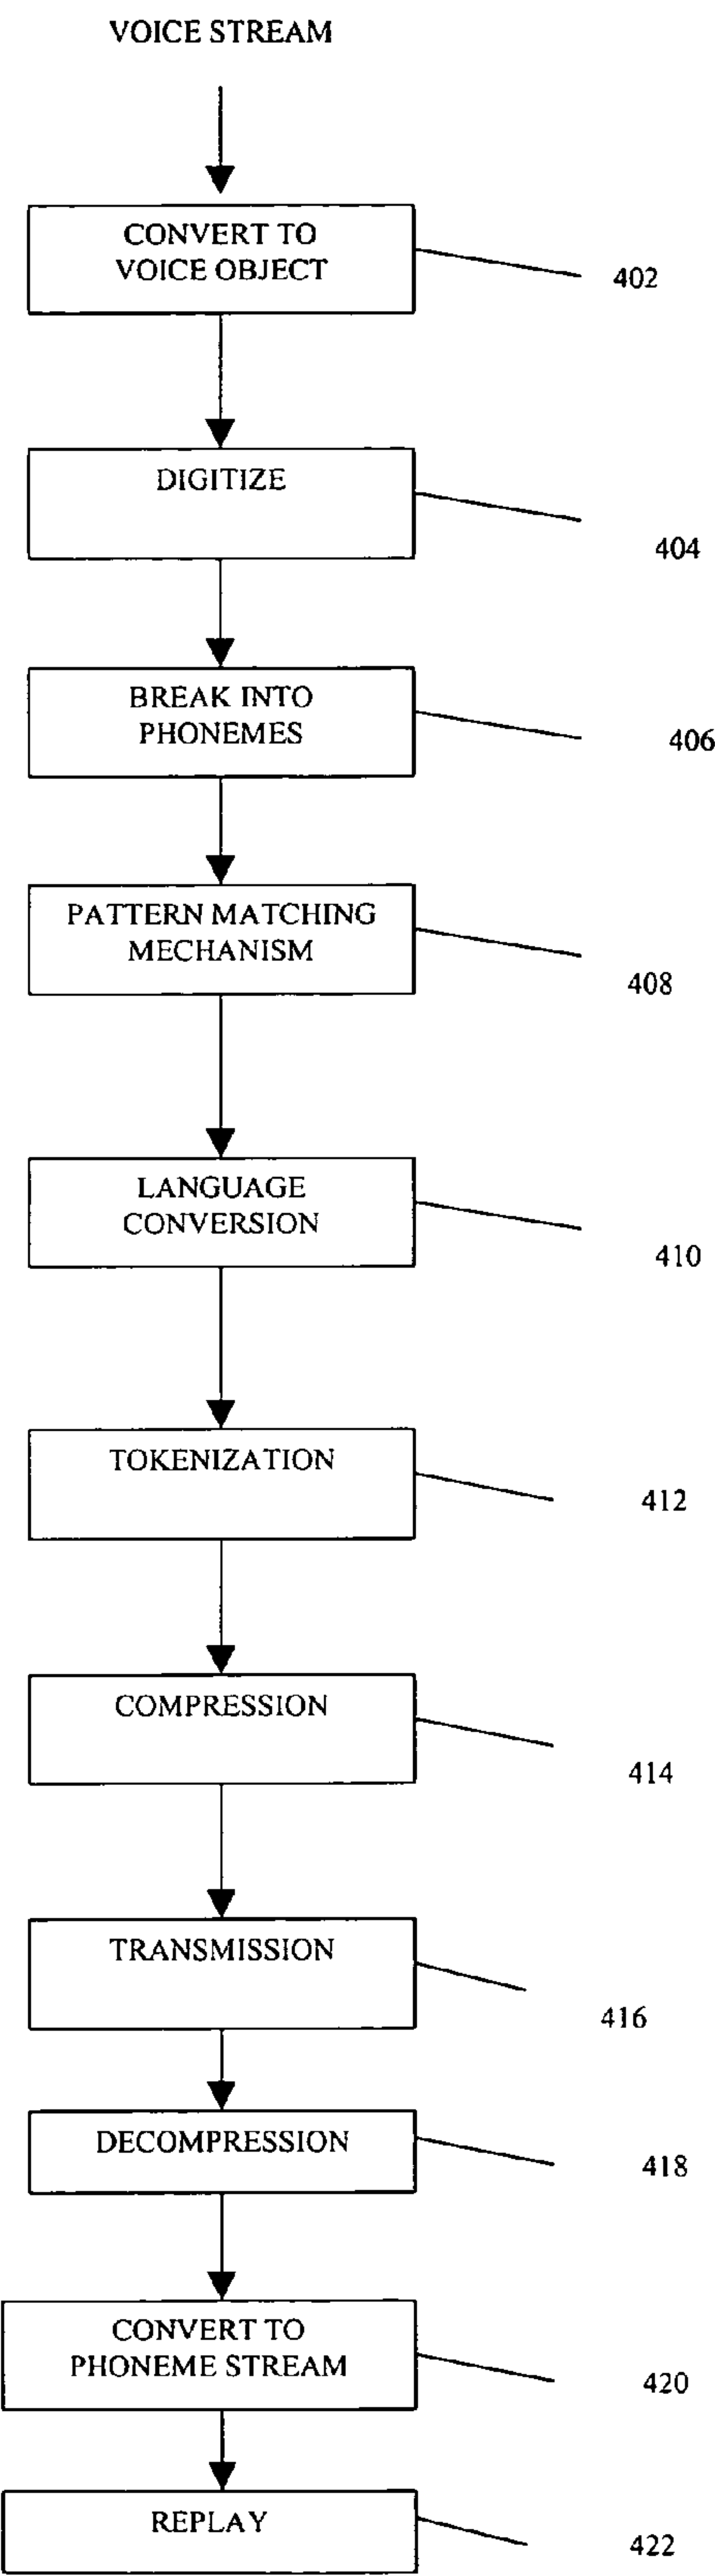 VOICE STREAM
CONVERT TO
VOICE OBJECT
402
DIGITIZE
404
BREAK INTO
PHONEMES
406
PATTERN MATCHING
MECHANISM
408
LANGUAGE
CONVERSION
410
TOKENIZATION
412
COMPRESSION
414
TRANSMISSION
416
DECOMPRESSION
418
CONVERT TO
PHONEME STREAM
420
REPLAY
422